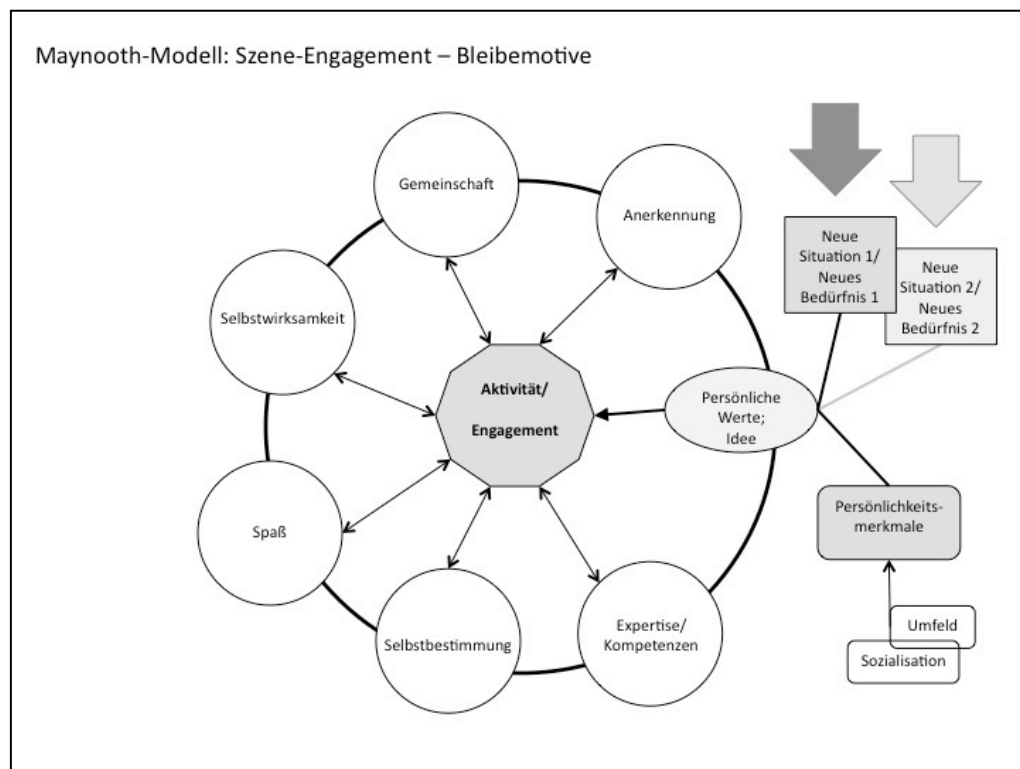 Maynooth-Modell: Szene-Engagement – Bleibemotive
Gemeinschaft
Anerkennung
Neue
Situation 1/
Neues
Bedürfnis 1
Neue
Situation 2/
Neues
Bedürfnis 2
Selbstwirksamkeit
Aktivität/
Engagement
Persönliche
Werte;
Idee
Spaß
Persönlichkeits-
merkmale
Selbstbestimmung
Expertise/
Kompetenzen
Umfeld
Sozialisation